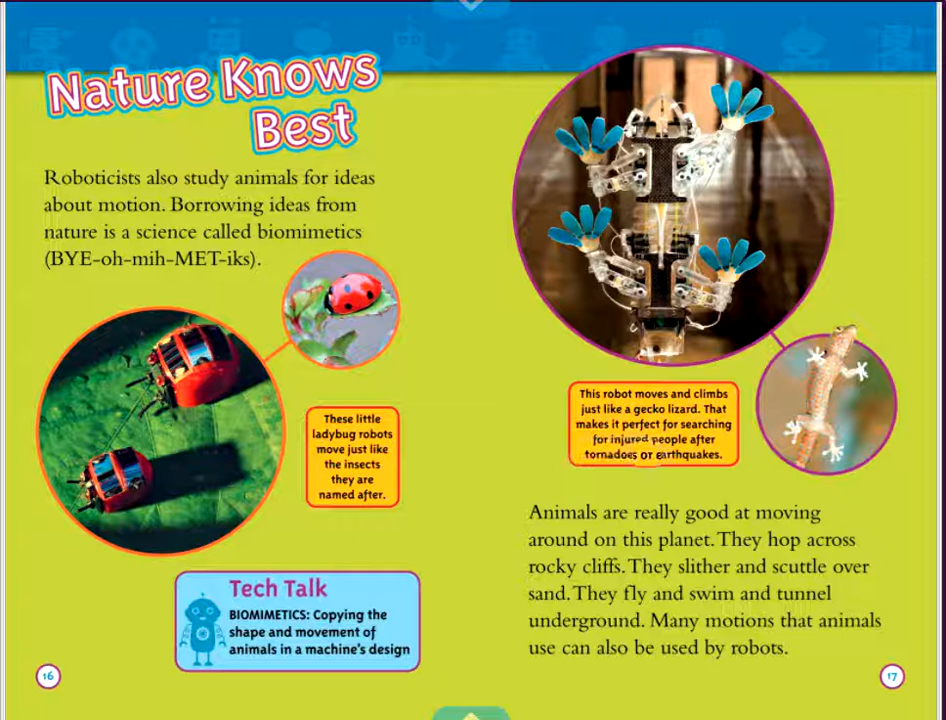 Nature Knows
Best
Roboticists also study animals for ideas
about motion. Borrowing ideas from
nature is a science called biomimetics
(BYE-oh-mih-MET-iks).
These little
ladybug robots
move just like
the insects
they are
named after.
Tech Talk
BIOMIMETICS: Copying the
shape and movement of
animals in a machine's design
16
This robot moves and climbs
just like a gecko lizard. That
makes it perfect for searching
for injured people after
tornadoes or earthquakes.
Animals are really good at moving
around on this planet. They hop across
rocky cliffs. They slither and scuttle over
sand. They fly and swim and tunnel
underground. Many motions that animals
use can also be used by robots.
17